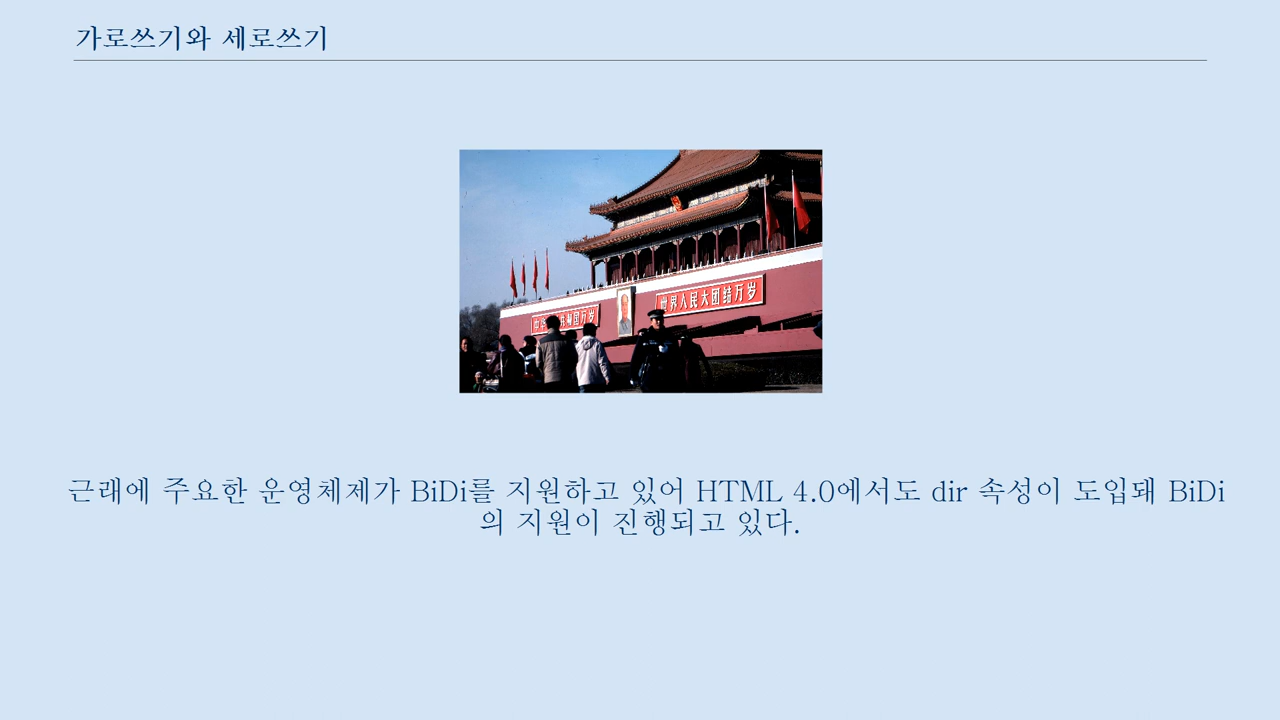 가로쓰기와 세로쓰기
世界人民大团结万岁
근래에 주요한 운영체제가 BiDi를 지원하고 있어 HTML 4.0에서도 dir 속성이 도입돼 BiDi
의 지원이 진행되고 있다.